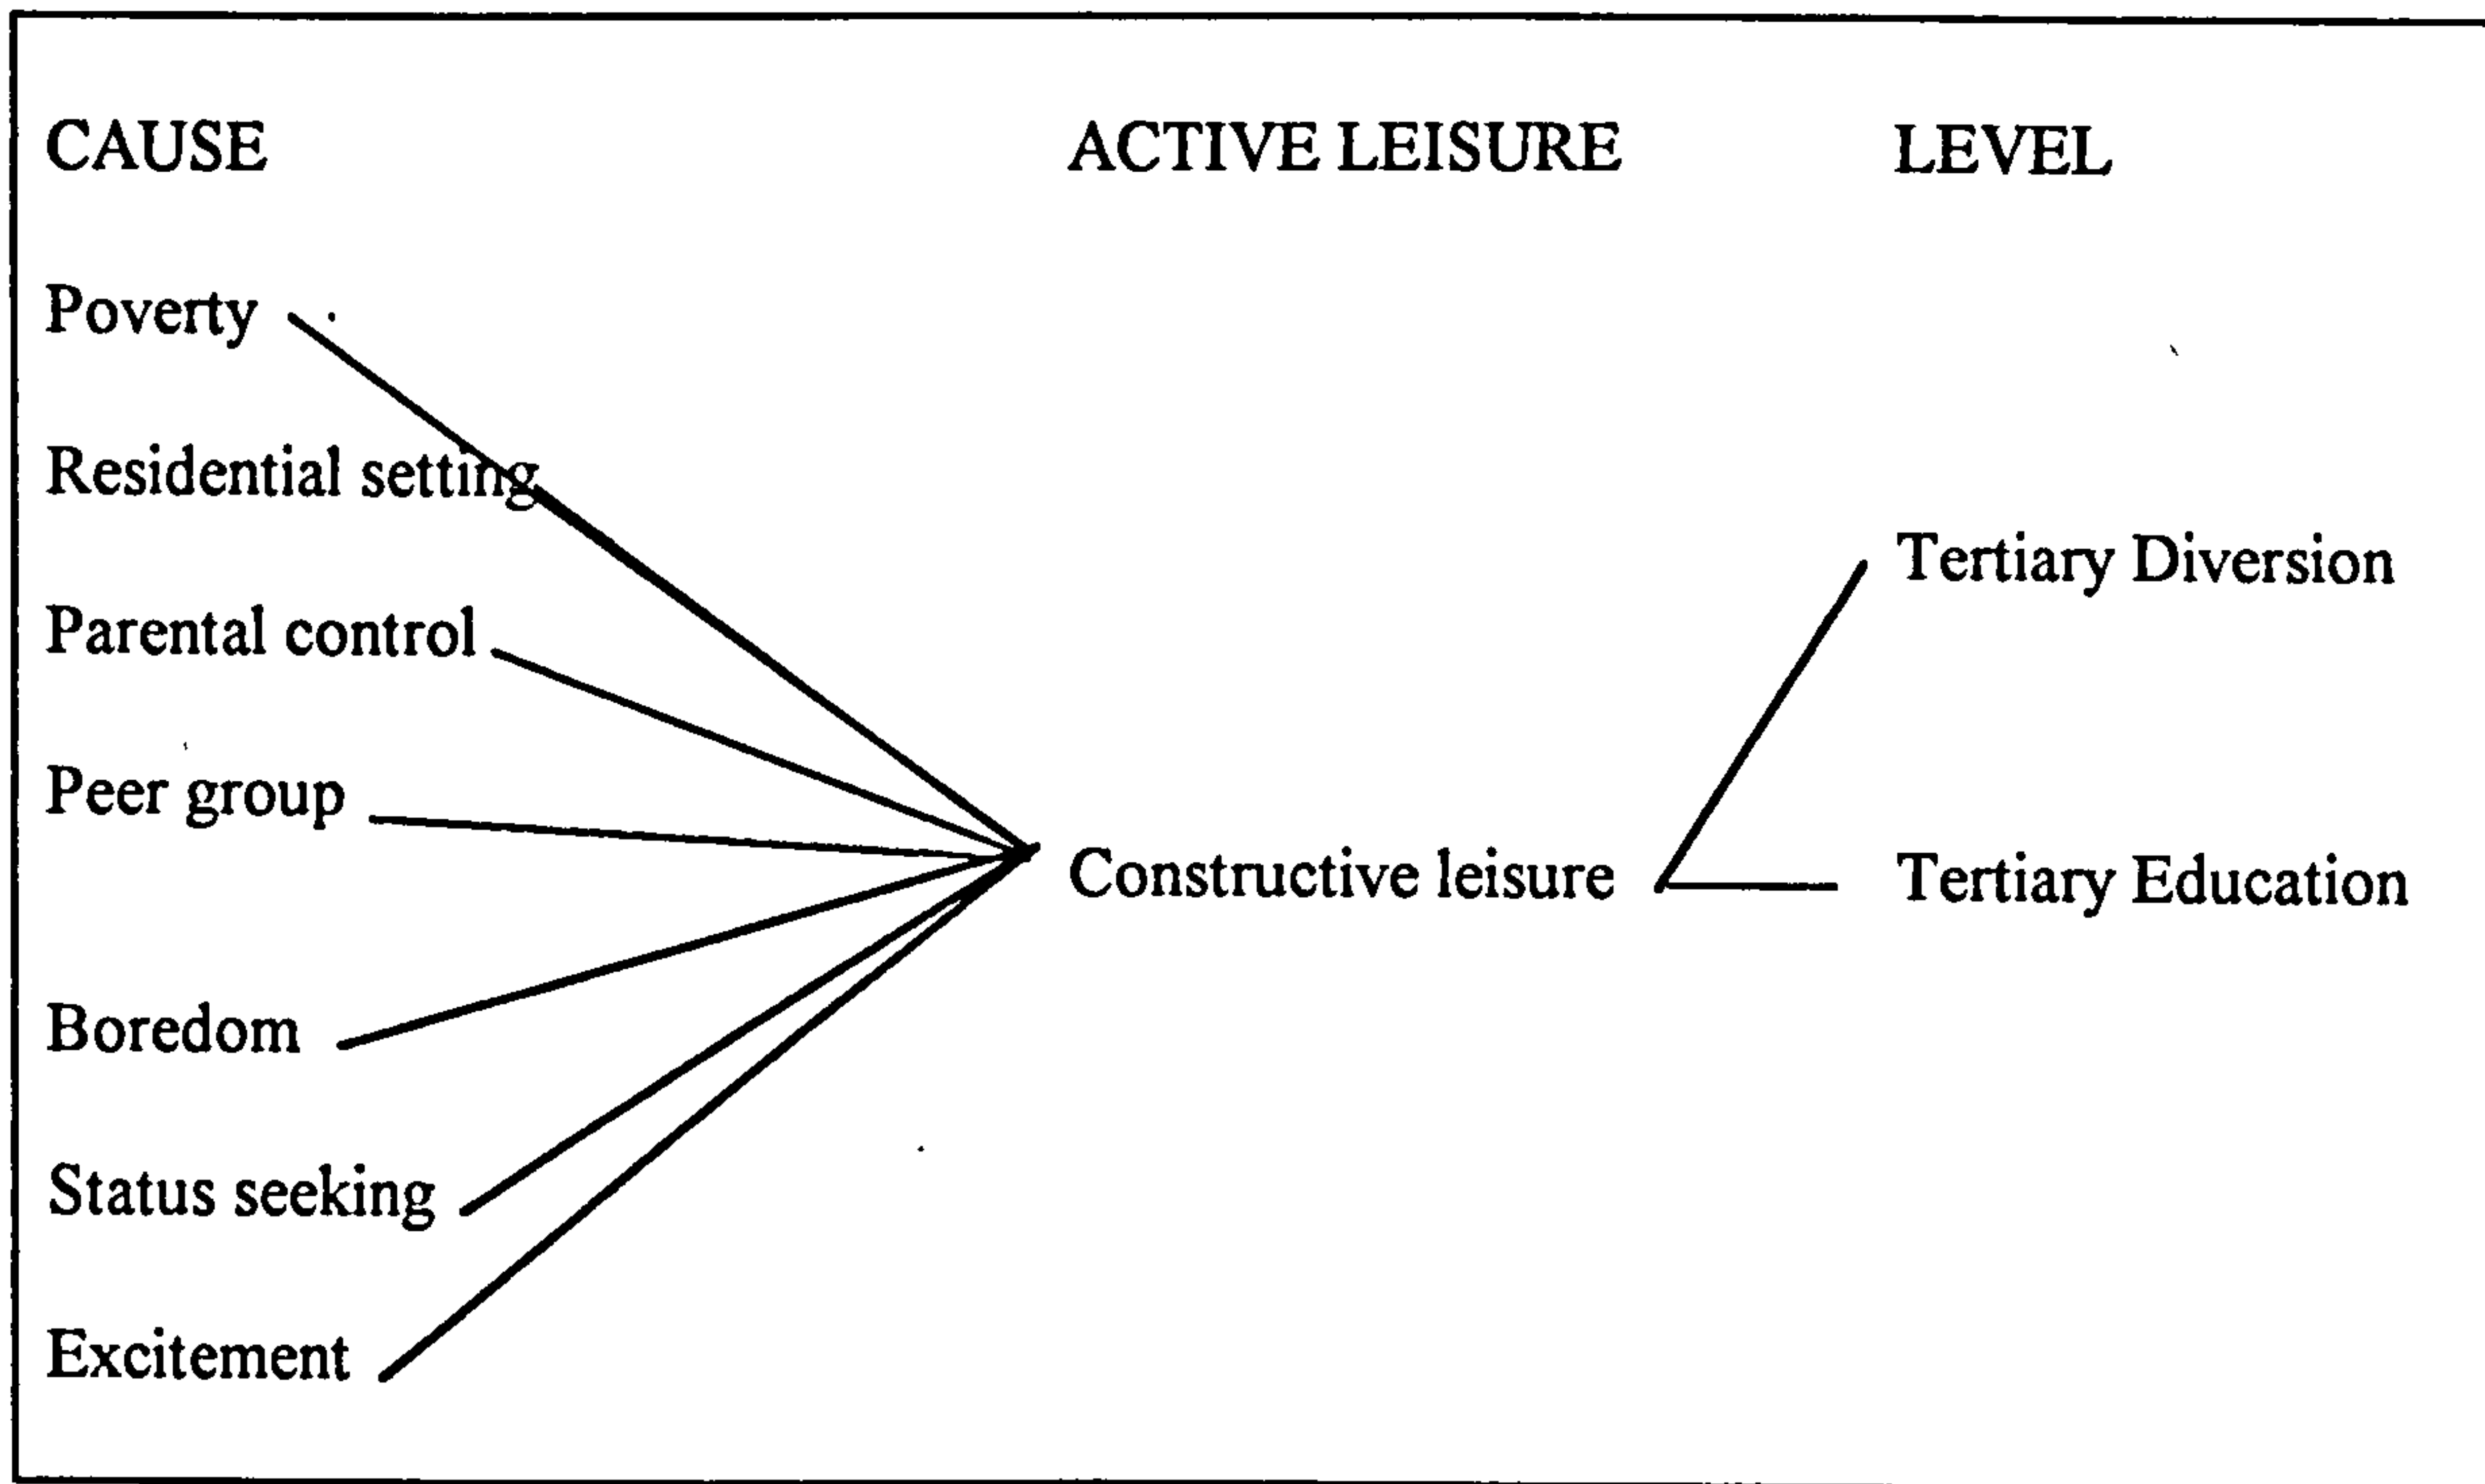 CAUSE ACTIVE LEISURE LEVEL
Poverty
Residential setting
Tertiary Diversion
Parental control
Peer group
Constructive leisure Tertiary Education
Boredom
Status seeking
Excitement